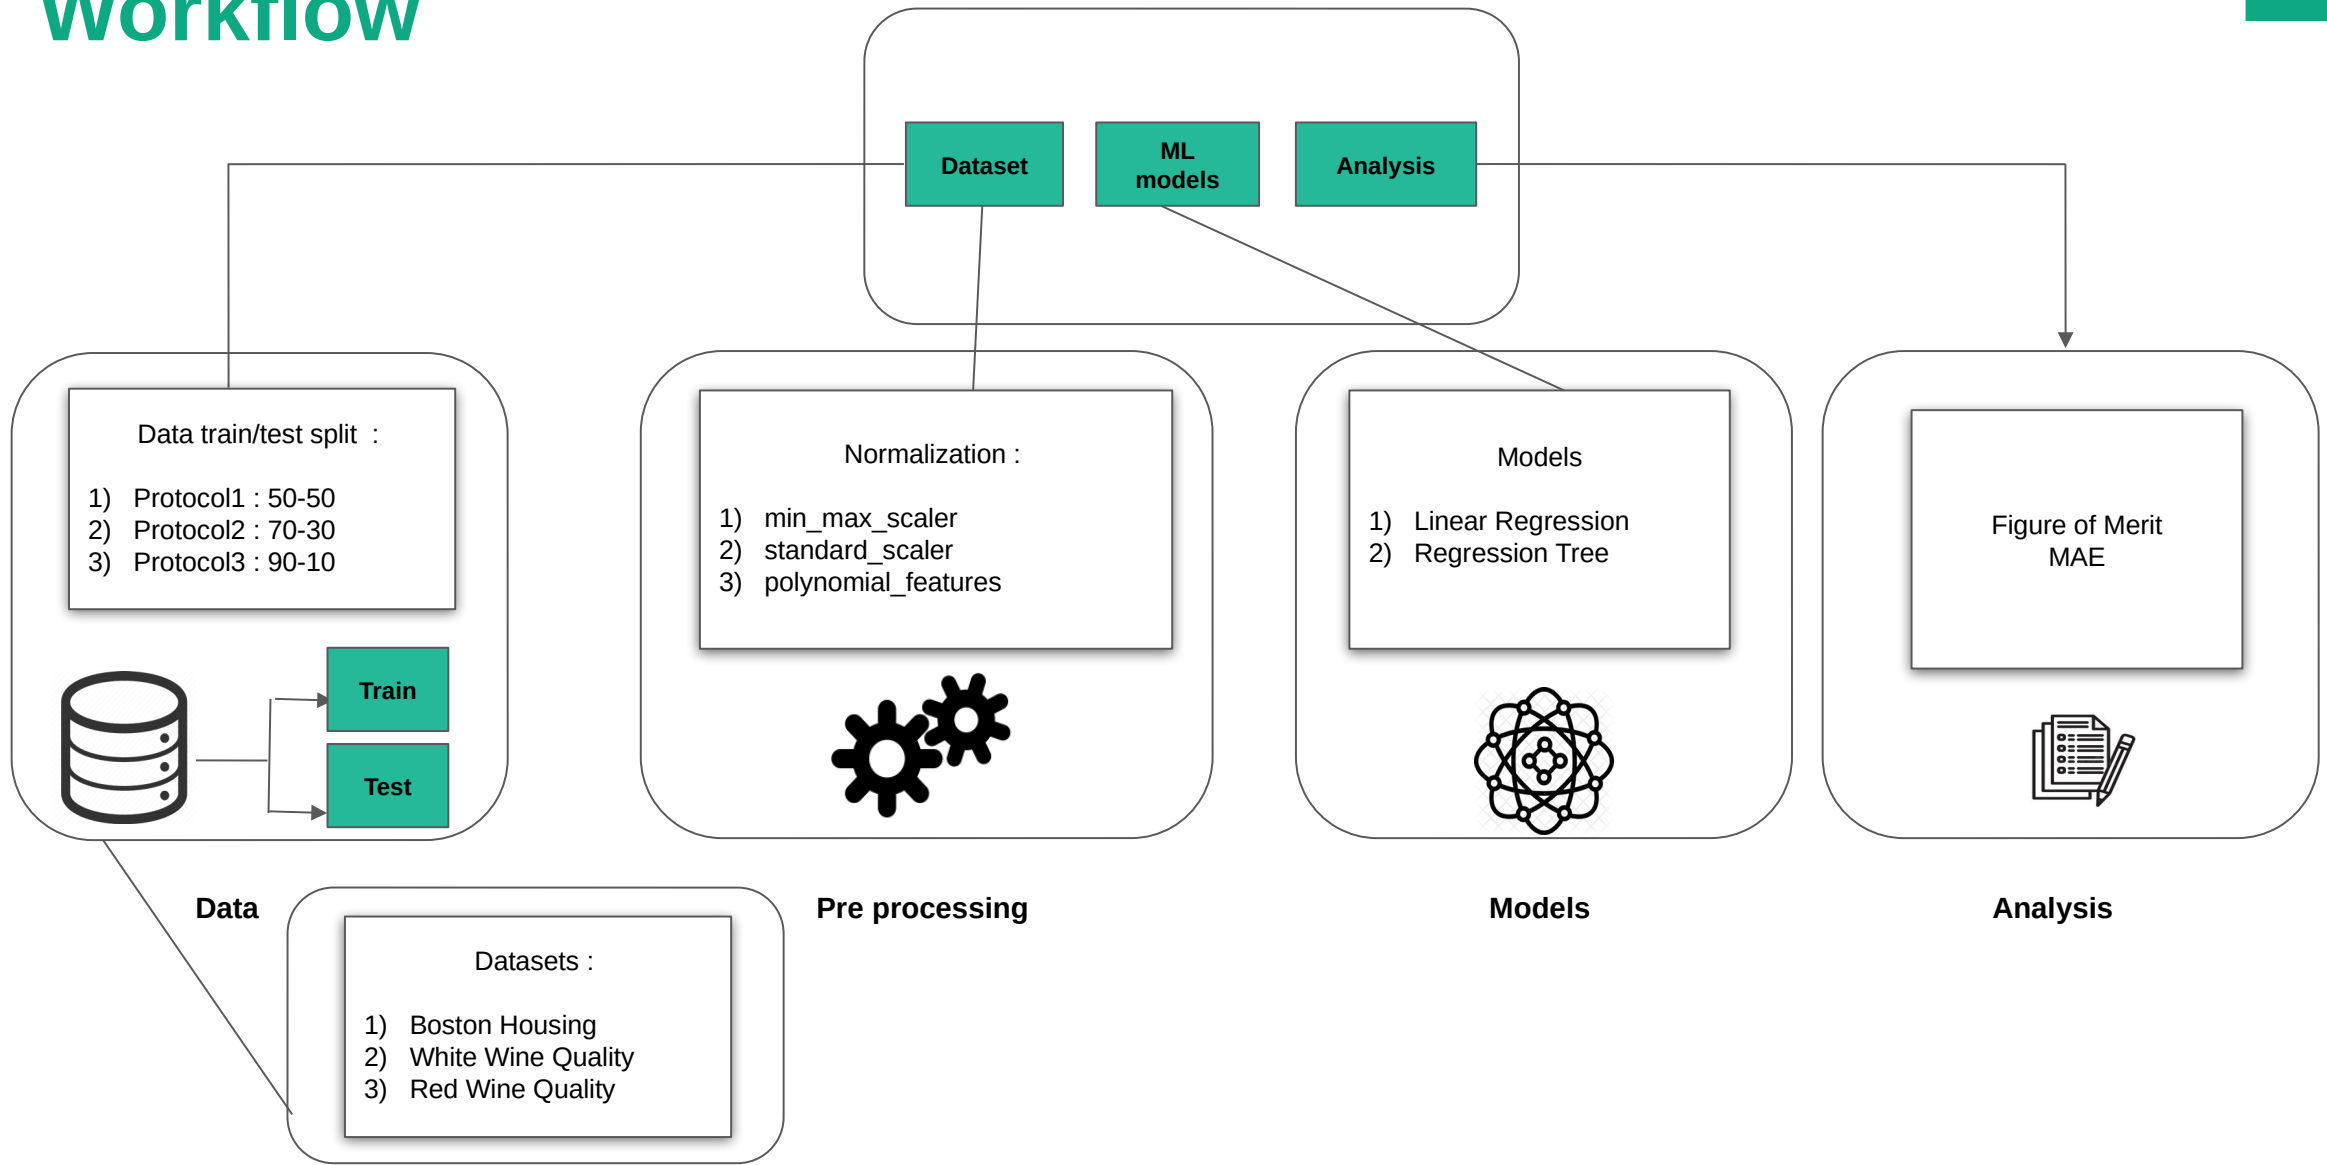 Workflow
Dataset
ML
models
Analysis
Data train/test split  :
1) Protocol1 : 50-50
2) Protocol2 : 70-30
3) Protocol3 : 90-10
Train
Test
Normalization :
1) min_max_scaler
2) standard_scaler
3) polynomial_features
Models
1) Linear Regression
2) Regression Tree
Figure of Merit
MAE
Data
Pre processing
Models
Analysis
Datasets :
1) Boston Housing
2) White Wine Quality
3) Red Wine Quality